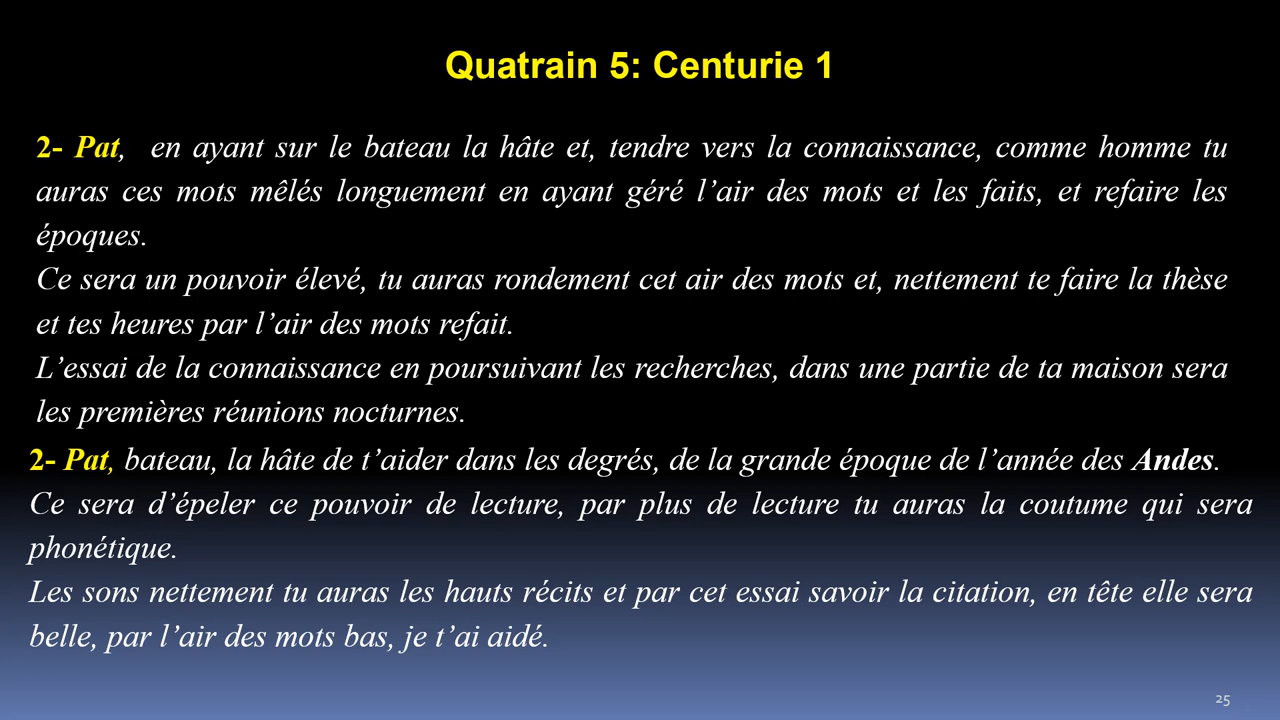 Quatrain 5: Centurie 1
2- Pat, en ayant sur le bateau la hâte et, tendre vers la connaissance, comme homme tu
auras ces mots mêlés longuement en ayant géré l’air des mots et les faits, et refaire les
époques.
Ce sera un pouvoir élevé, tu auras rondement cet air des mots et, nettement te faire la thèse
et tes heures par l’air des mots refait.
L’essai de la connaissance en poursuivant les recherches, dans une partie de ta maison sera
les premières réunions nocturnes.
2- Pat, bateau, la hâte de t’aider dans les degrés, de la grande époque de l’année des Andes.
Ce sera d’épeler ce pouvoir de lecture, par plus de lecture tu auras la coutume qui sera
phonétique.
Les sons nettement tu auras les hauts récits et par cet essai savoir la citation, en tête elle sera
belle, par l’air des mots bas, je t’ai aidé.
25